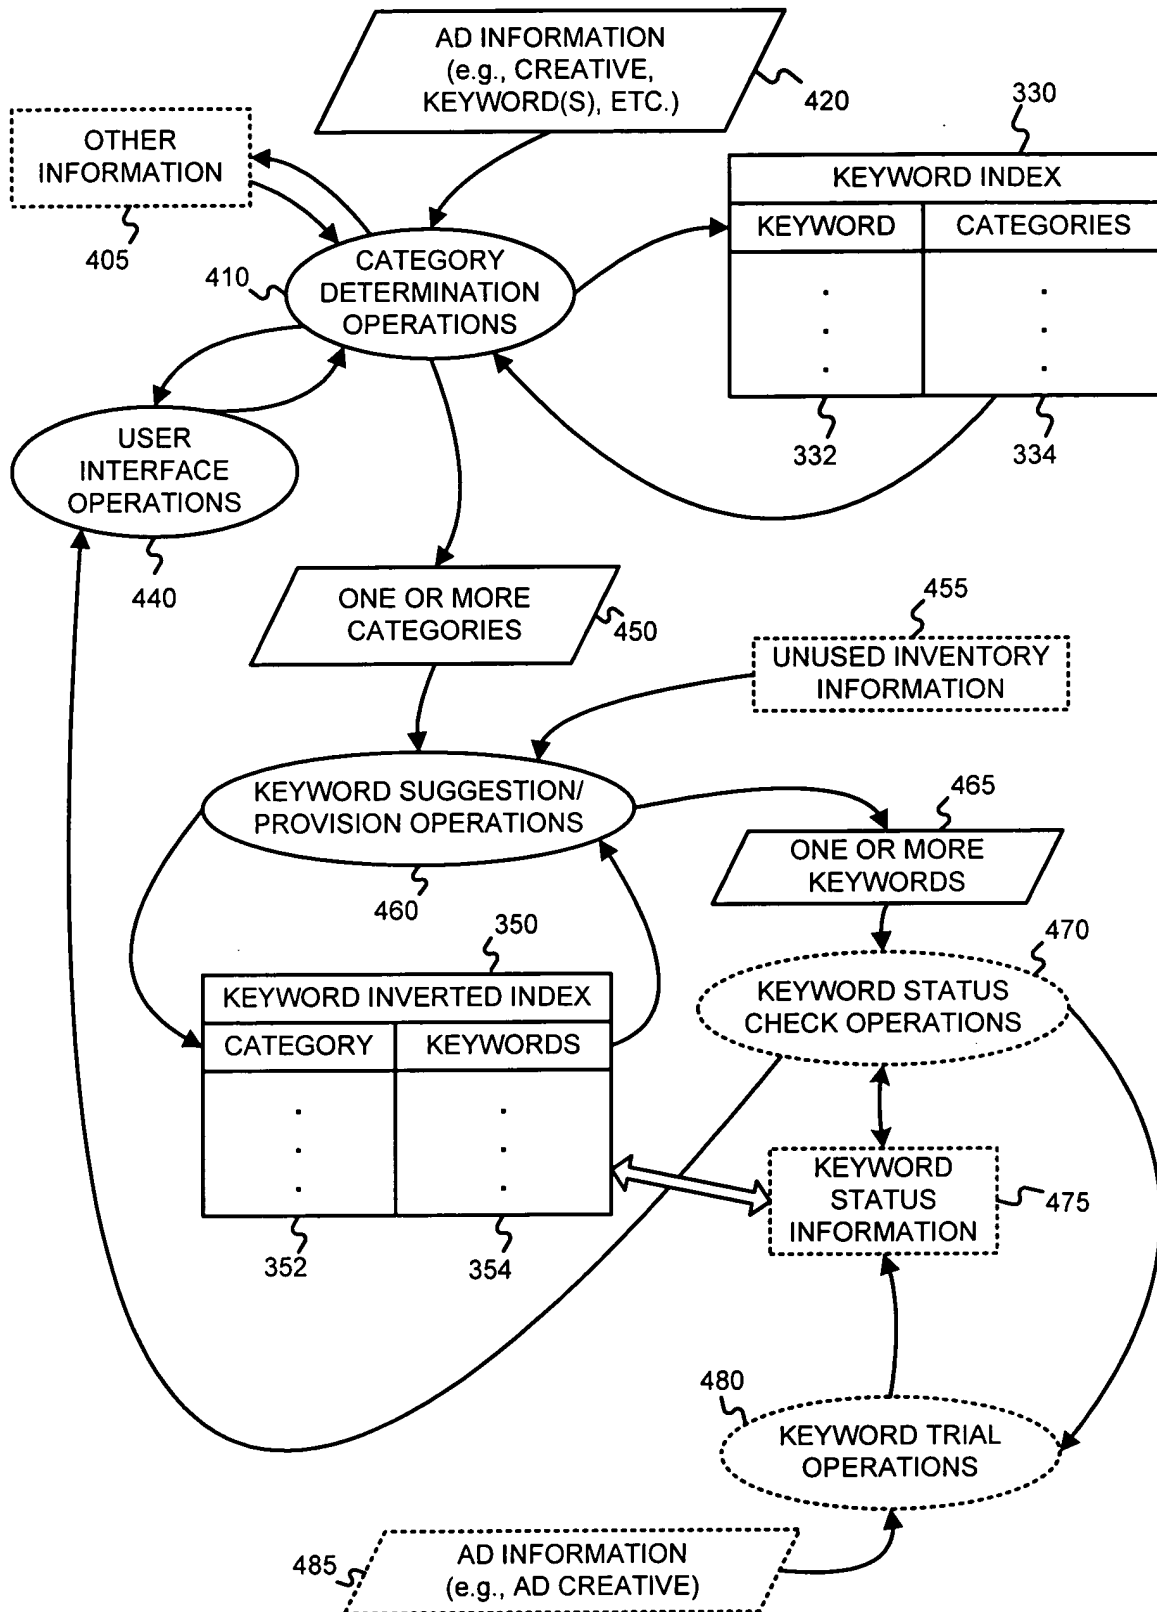 AD INFORMATION
(e.g., CREATIVE,
KEYWORD(S), ETC.)
420
330
OTHER
INFORMATION
405
KEYWORD INDEX
KEYWORD
CATEGORIES
410
CATEGORY
DETERMINATION
OPERATIONS
332
334
USER
INTERFACE
OPERATIONS
440
ONE OR MORE
CATEGORIES
450
455
UNUSED INVENTORY
INFORMATION
KEYWORD SUGGESTION/
PROVISION OPERATIONS
460
465
ONE OR MORE
KEYWORDS
350
KEYWORD INVERTED INDEX
CATEGORY
KEYWORDS
352
354
470
KEYWORD STATUS
CHECK OPERATIONS
KEYWORD
STATUS
INFORMATION
475
480
KEYWORD TRIAL
OPERATIONS
485
AD INFORMATION
(e.g., AD CREATIVE)